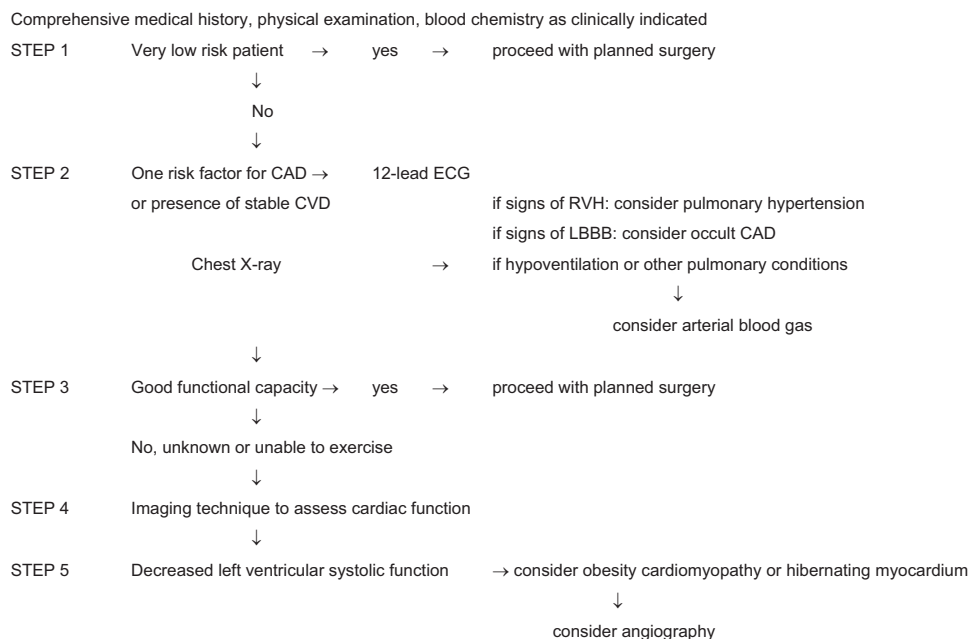 Comprehensive medical history, physical examination, blood chemistry as clinically indicated
STEP 1 Very low risk patient → yes → proceed with planned surgery
↓
No
↓
STEP 2 One risk factor for CAD → 12-lead ECG
or presence of stable CVD if signs of RVH: consider pulmonary hypertension
if signs of LBBB: consider occult CAD
Chest X-ray → if hypoventilation or other pulmonary conditions
↓
consider arterial blood gas
↓
STEP 3 Good functional capacity → yes → proceed with planned surgery
↓
No, unknown or unable to exercise
↓
STEP 4 Imaging technique to assess cardiac function
↓
STEP 5 Decreased left ventricular systolic function → consider obesity cardiomyopathy or hibernating myocardium
↓
consider angiography